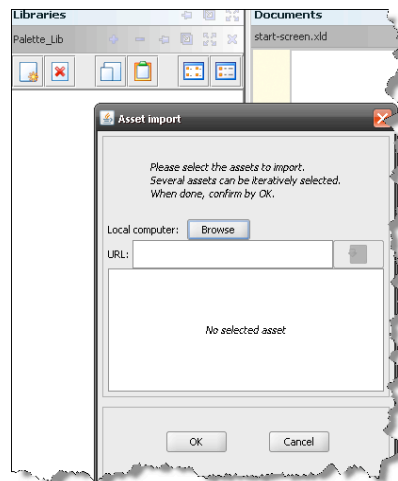 Libraries
Documents
Palette_Lib
start-screen.xld
Asset import
Please select the assets to import.
Several assets can be iteratively selected.
When done, confirm by OK.
Local computer: Browse
URL:
No selected asset
OK
Cancel